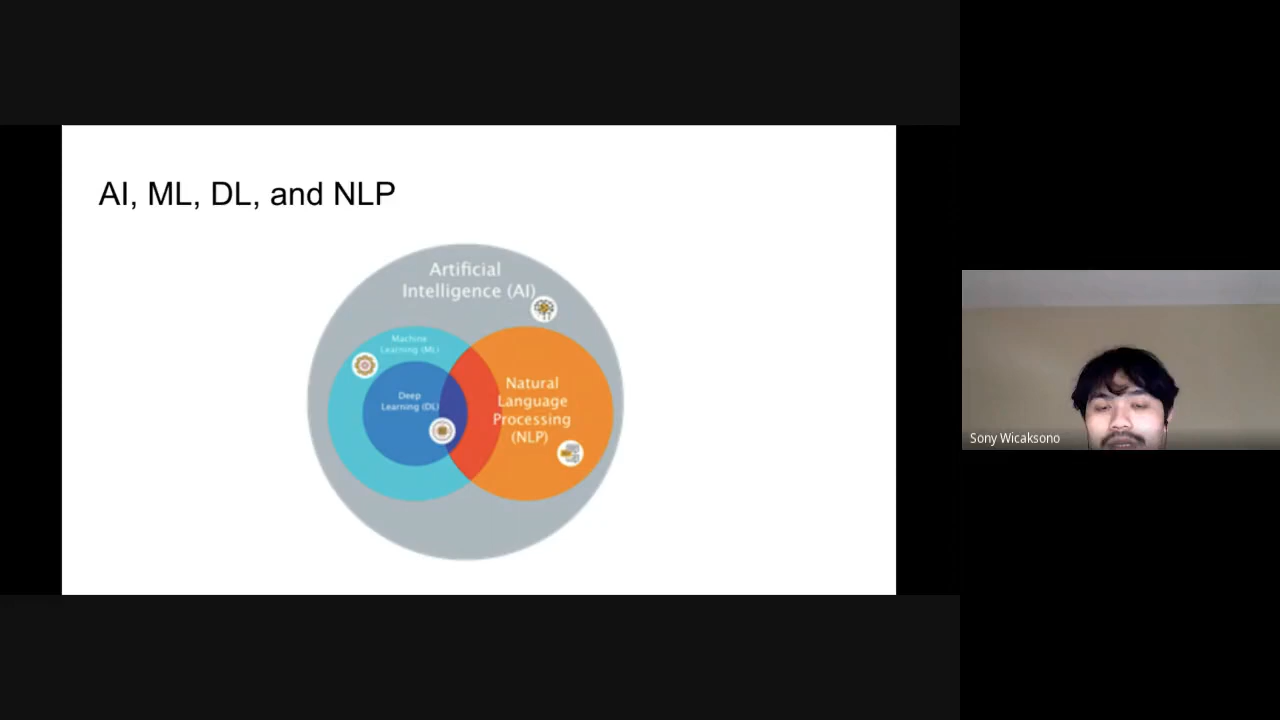 AI, ML, DL, and NLP
Artificial
Intelligence (AI)
Machine
Learning (ML)
Deep
Learning (DL)
Natural
Language
Processing
(NLP)
Sony Wicaksono